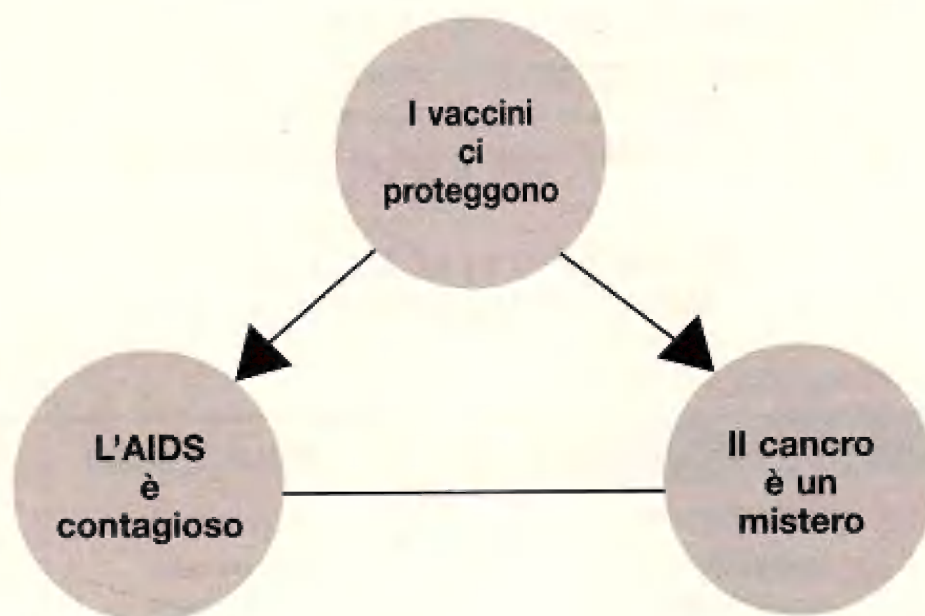 I vaccini
ci
proteggono
L'AIDS
è
contagioso
Il cancro
è un
mistero